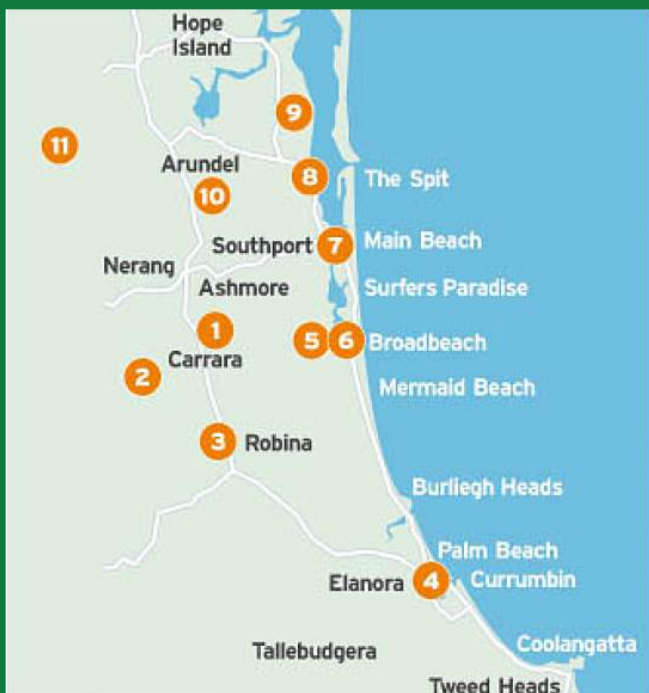 Hope
Island
9
11
Arundel
8
The Spit
10
Southport
7
Main Beach
Nerang
Ashmore
Surfers Paradise
1
5
6
Broadbeach
Carrara
2
Mermaid Beach
3
Robina
Burliegh Heads
Palm Beach
Elanora
4
Currumbin
Tallebudgera
Coolangatta
Tweed Heads